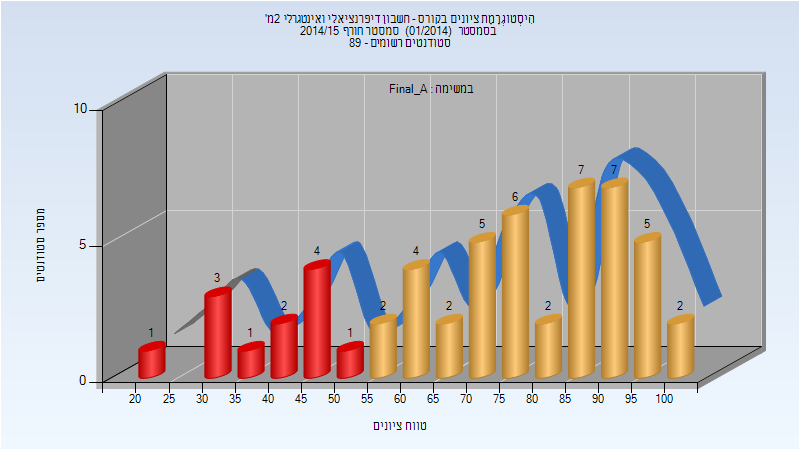 היסטוגרמת ציונים בקורס - חשבון דיפרנציאלי ואינטגרלי 2מ'
בסמסטר (01/2014) סמסטר חורף 2014/15
סטודנטים רשומים - 89
במשימה : Final_A
10
5
0
מספר סטודנטים
1
3
1
2
4
1
2
4
2
5
6
2
7
7
5
2
20 25 30 35 40 45 50 55 60 65 70 75 80 85 90 95 100
טווח ציונים